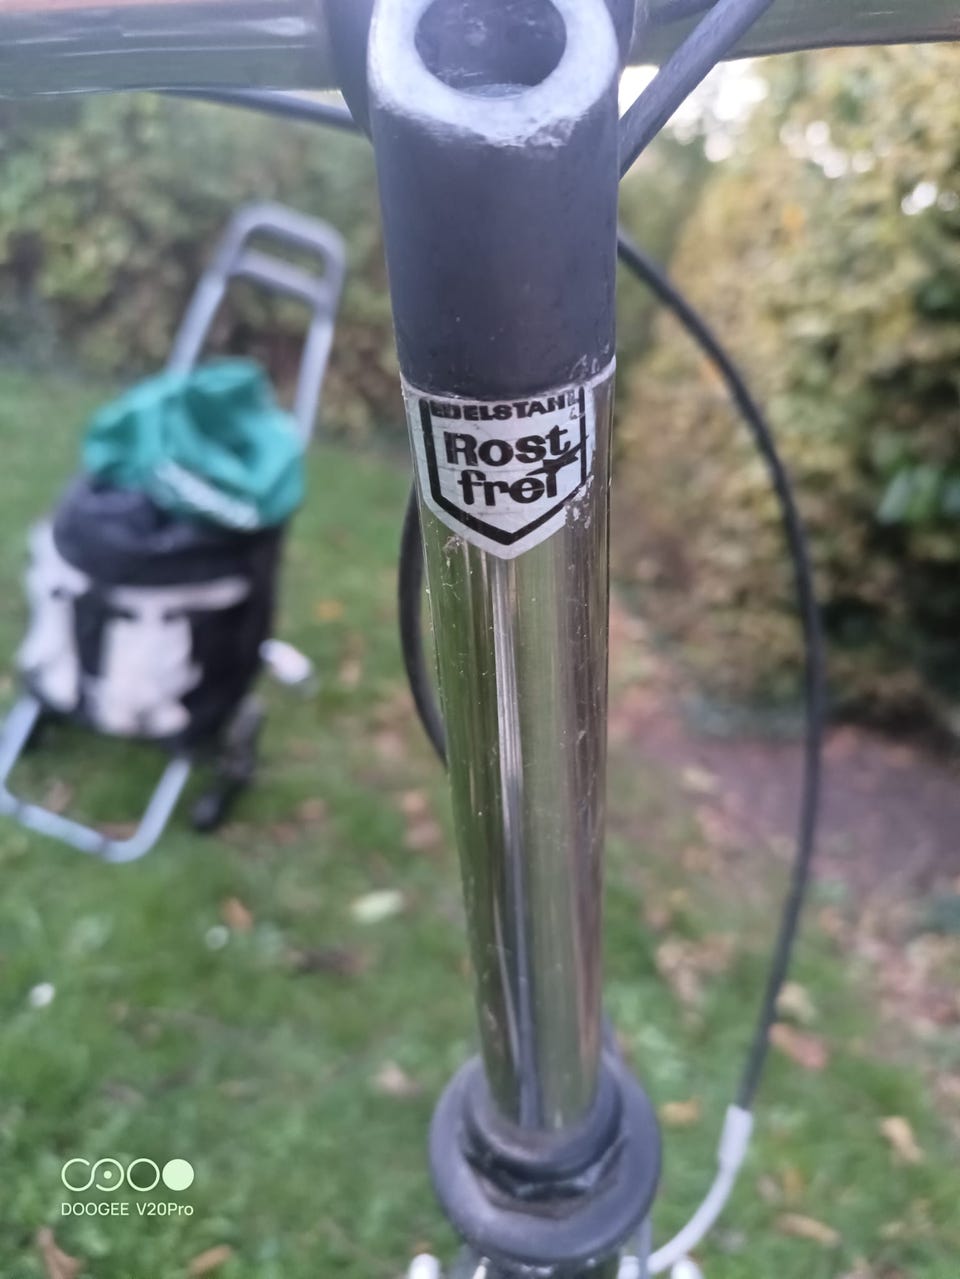 EDELSTAHL
Rost
frei
DOOGEE V20Pro